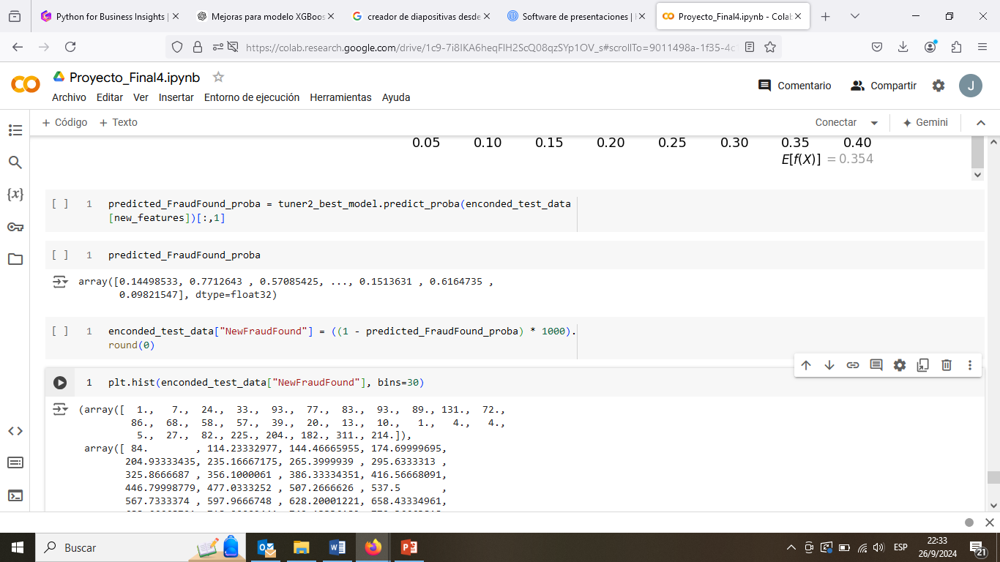 Python for Business Insights |
Mejoras para modelo XGBoos
creador de diapositivas desde
Software de presentaciones |
Proyecto_Final4.ipynb - Colab
https://colab.research.google.com/drive/1c9-7i8IKA6heqFlH2ScQ08qzSYp1OV_s#scrollTo=9011498a-1f35-4c
Proyecto_Final4.ipynb
Archivo Editar Ver Insertar Entorno de ejecución Herramientas Ayuda
Comentario Compartir J
+ Código + Texto
Conectar Gemini
0.05 0.10 0.15 0.20 0.25 0.30 0.35 0.40
E[f(X)] = 0.354
[ ] 1 predicted_FraudFound_proba = tuner2_best_model.predict_proba(enconded_test_data
[new_features])[:,1]
[ ] 1 predicted_FraudFound_proba
array([0.14498533, 0.7712643 , 0.57085425, ..., 0.1513631 , 0.6164735 ,
0.09821547], dtype=float32)
[ ] 1 enconded_test_data["NewFraudFound"] = ((1 - predicted_FraudFound_proba) * 1000).
round(0)
1 plt.hist(enconded_test_data["NewFraudFound"], bins=30)
(array([ 1., 7., 24., 33., 93., 77., 83., 93., 89., 131., 72.,
86., 68., 58., 57., 39., 20., 13., 10., 1., 4., 4.,
5., 27., 82., 225., 204., 182., 311., 214.]),
array([ 84. , 114.23332977, 144.46665955, 174.69999695,
204.93333435, 235.16667175, 265.3999939 , 295.6333313 ,
325.8666687 , 356.1000061 , 386.33334351, 416.56668091,
446.79998779, 477.0333252 , 507.2666626 , 537.5 ,
567.7333374 , 597.9666748 , 628.20001221, 658.43334961,
Buscar
ESP
22:33
26/9/2024
21